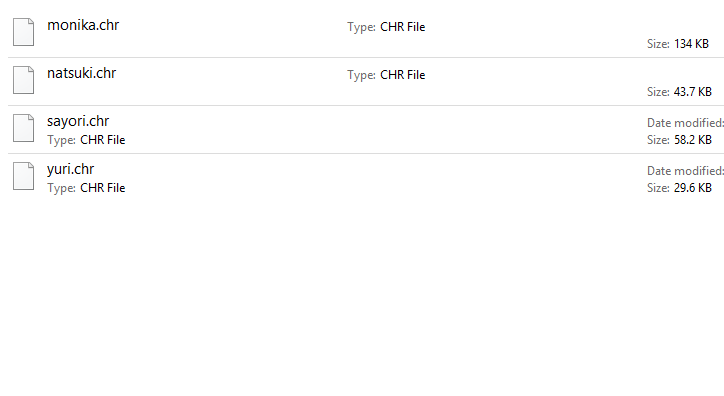 monika.chr
Type: CHR File
Size: 134 KB
natsuki.chr
Type: CHR File
Size: 43.7 KB
sayori.chr
Date modified:
Type: CHR File
Size: 58.2 KB
yuri.chr
Date modified:
Type: CHR File
Size: 29.6 KB